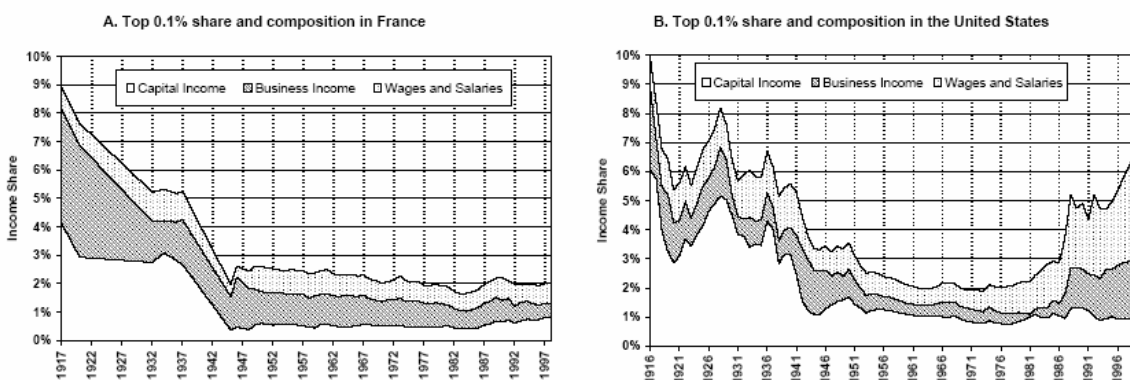 A. Top 0.1% share and composition in France
10%
9%
8%
7%
6%
5%
4%
3%
2%
1%
0%
Income Share
Capital Income Business Income Wages and Salaries
1917 1922 1927 1932 1937 1942 1947 1952 1957 1962 1967 1972 1977 1982 1987 1992 1997
B. Top 0.1% share and composition in the United States
10%
9%
8%
7%
6%
5%
4%
3%
2%
1%
0%
Income Share
Capital Income Business Income Wages and Salaries
1916 1921 1926 1931 1936 1941 1946 1951 1956 1961 1966 1971 1976 1981 1986 1991 1996